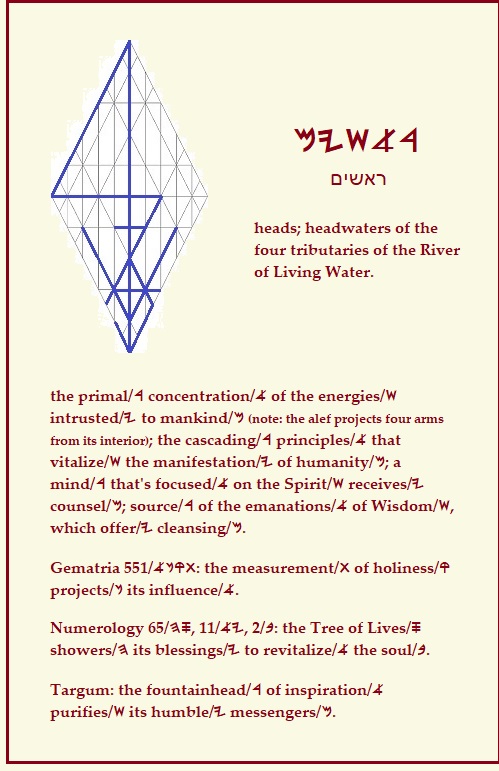 𐤓𐤀𐤔𐤉𐤌
ראשים
heads; headwaters of the
four tributaries of the River
of Living Water.
the primal/𐤓 concentration/𐤀 of the energies/𐤔
intrusted/𐤉 to mankind/𐤌 (note: the alef projects four arms
from its interior); the cascading/𐤓 principles/𐤀 that
vitalize/𐤔 the manifestation/𐤉 of humanity/𐤌; a
mind/𐤓 that's focused/𐤀 on the Spirit/𐤔 receives/𐤉
counsel/𐤌; source/𐤓 of the emanations/𐤀 of Wisdom/𐤔,
which offer/𐤉 cleansing/𐤌.
Gematria 551/𐤕𐤒𐤍𐤀: the measurement/𐤕 of holiness/𐤒
projects/𐤍 its influence/𐤀.
Numerology 65/𐤎𐤄, 11/𐤉𐤀, 2/𐤁: the Tree of Lives/𐤎
showers/𐤄 its blessings/𐤉 to revitalize/𐤀 the soul/𐤁.
Targum: the fountainhead/𐤓 of inspiration/𐤀
purifies/𐤔 its humble/𐤉 messengers/𐤌.